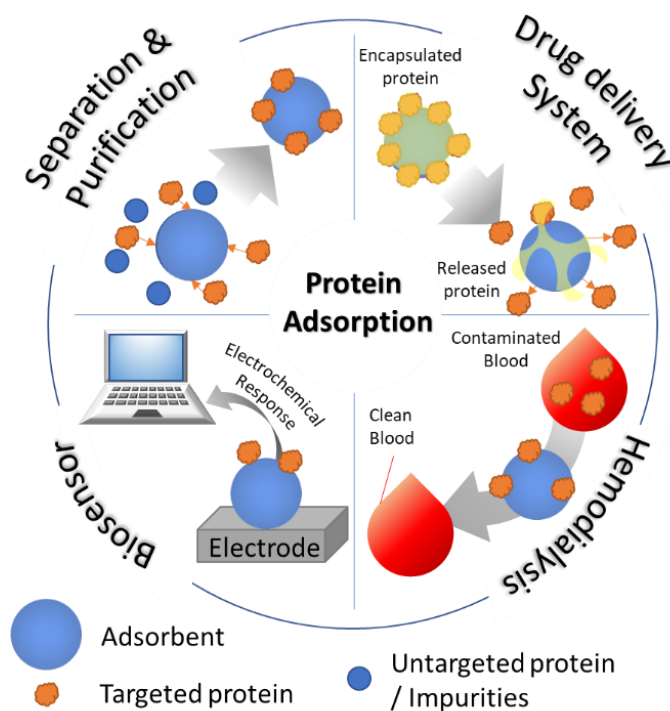 Separation &
Purification
Encapsulated
protein
Drug delivery
System
Released
protein
Protein
Adsorption
Contaminated
Blood
Electrochemical
Response
Clean
Blood
Biosensor
Electrode
Hemodialysis
Adsorbent
Targeted protein
Untargeted protein
/ Impurities